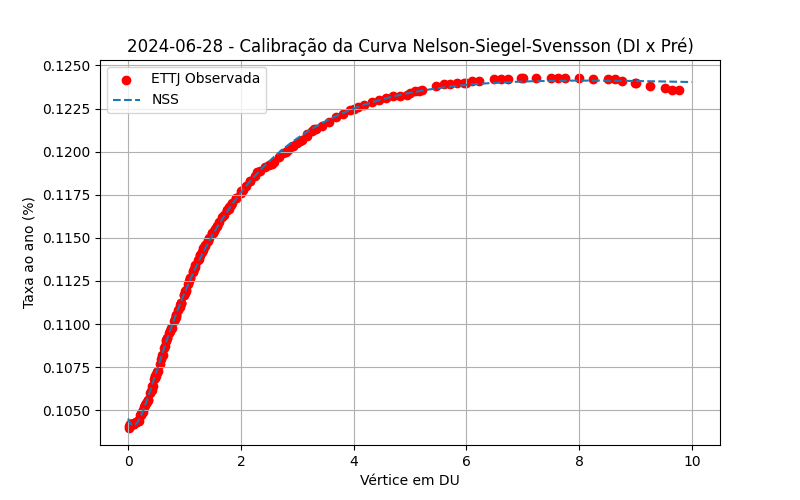 2024-06-28 - Calibração da Curva Nelson-Siegel-Svensson (DI x Pré)
ETTJ Observada
NSS
Taxa ao ano (%)
0.1250
0.1225
0.1200
0.1175
0.1150
0.1125
0.1100
0.1075
0.1050
0 2 4 6 8 10
Vértice em DU